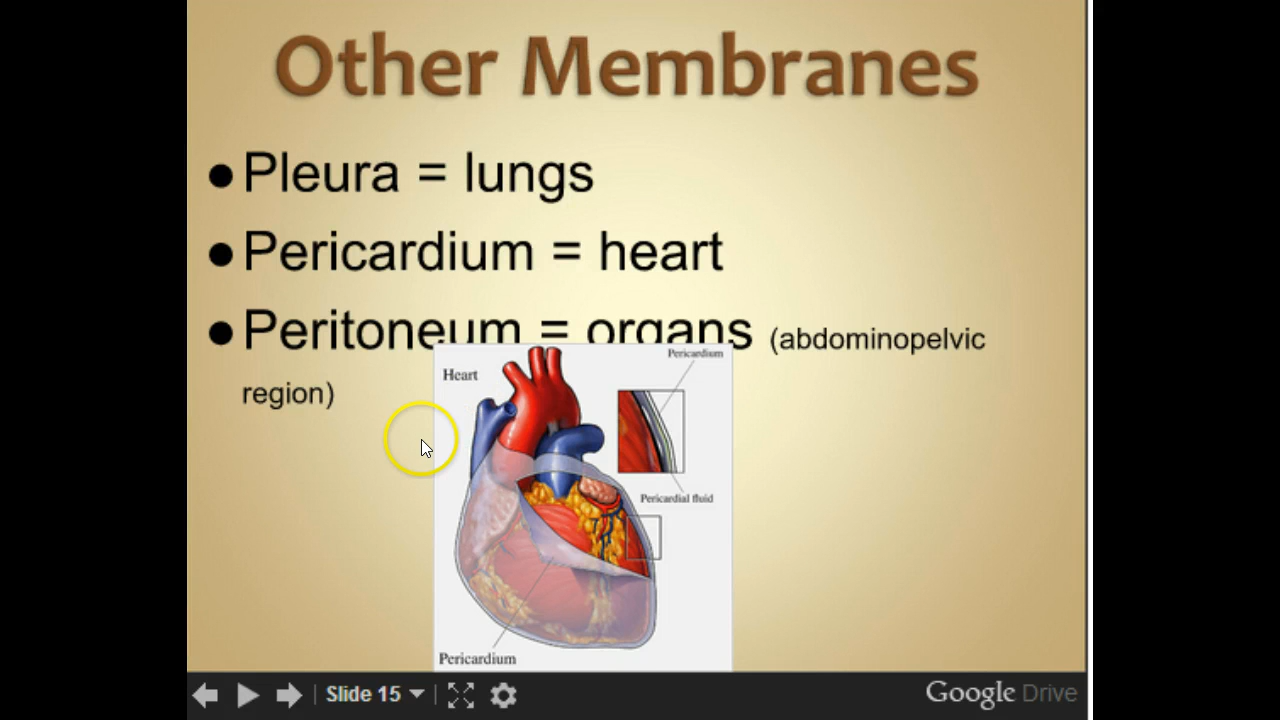 Other Membranes
●Pleura = lungs
●Pericardium = heart
●Peritoneum = organs (abdominopelvic
region)
Pericardium
Heart
Pericardial fluid
Pericardium
Slide 15
Google Drive